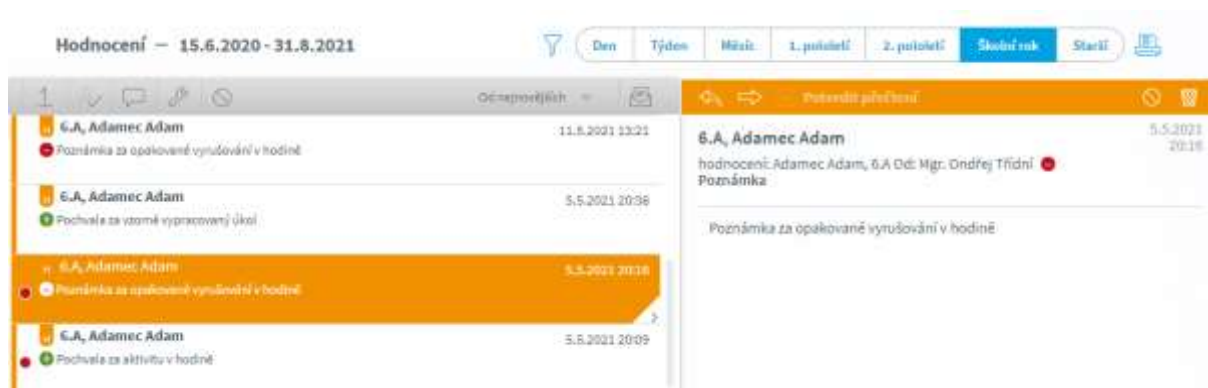 Hodnocení — 15.6.2020 - 31.8.2021
Den Týden Měsíc 1. pololetí 2. pololetí Školní rok Starší
1 Od nejnovějších
Potvrdit přečtení
6.A, Adamec Adam 11.5.2021 13:21
Poznámka za opakované vyrušování v hodině
6.A, Adamec Adam 5.5.2021 20:36
Pochvala za vzorně vypracovaný úkol
6.A, Adamec Adam 5.5.2021 20:16
Poznámka za opakované vyrušování v hodině
6.A, Adamec Adam 5.5.2021 20:09
Pochvala za aktivitu v hodině
6.A, Adamec Adam 5.5.2021
20:16
hodnocení: Adamec Adam, 6.A Od: Mgr. Ondřej Třídní
Poznámka
Poznámka za opakované vyrušování v hodině